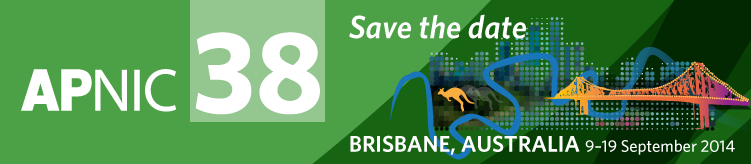 APNIC 38
Save the date
BRISBANE, AUSTRALIA 9–19 September 2014